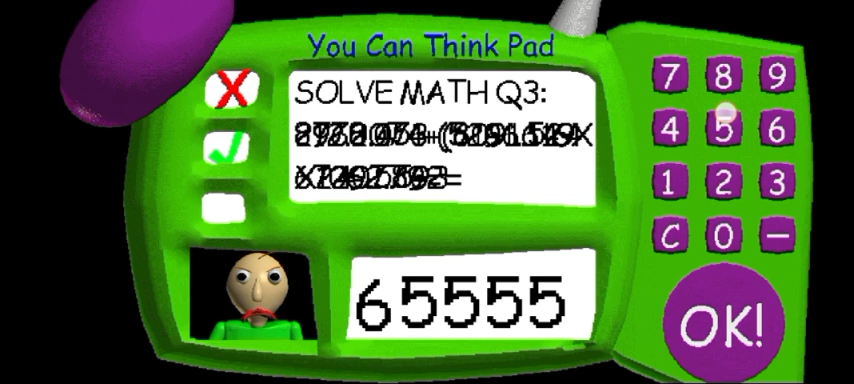 You Can Think Pad
SOLVE MATH Q3:
65555
7 8 9
4 5 6
1 2 3
C 0 −
OK!